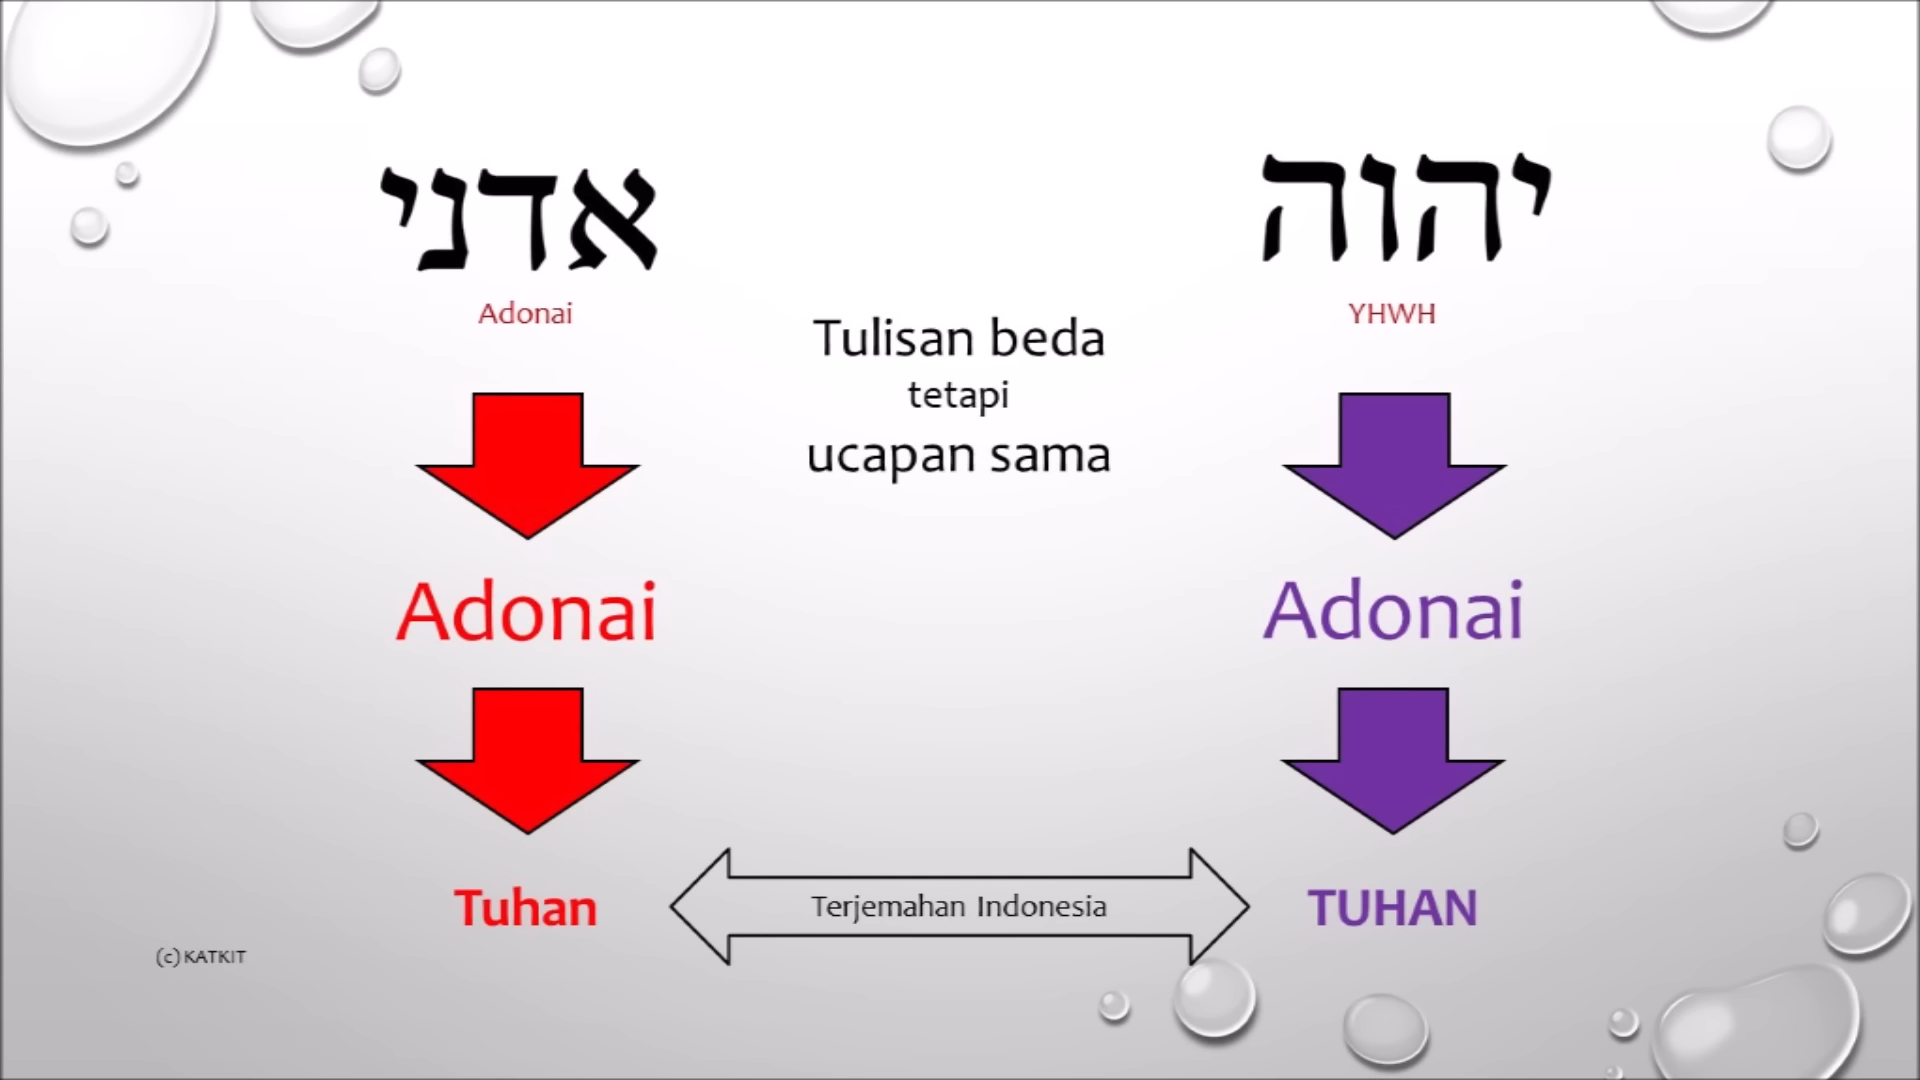 אדני
Adonai
יהוה
YHWH
Tulisan beda
tetapi
ucapan sama
Adonai
Adonai
Tuhan
Terjemahan Indonesia
TUHAN
(c) KATKIT